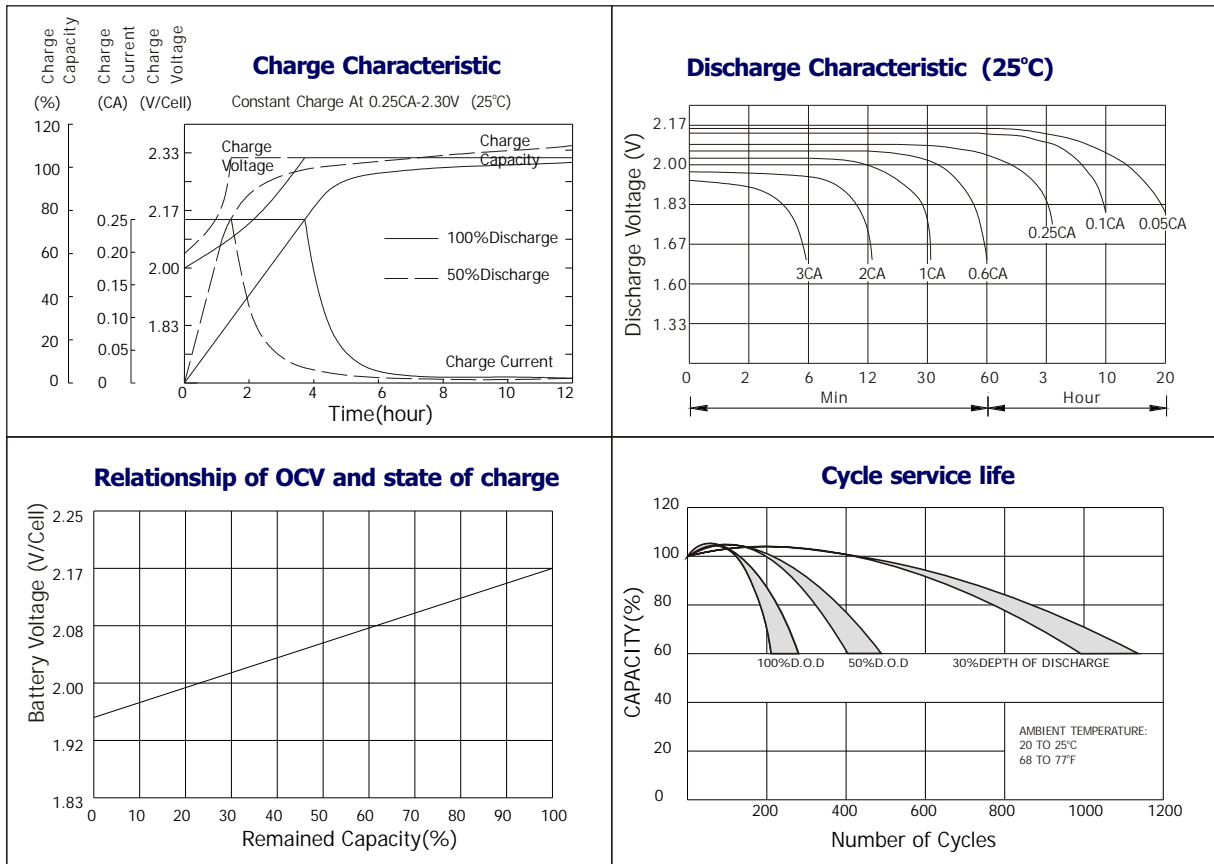 Charge
Capacity
Charge
Current
Charge
Voltage
Charge Characteristic
(%)
(CA)
(V/Cell)
Constant Charge At 0.25CA-2.30V (25°C)
120
100
80
60
40
20
0
0.25
0.20
0.15
0.10
0.05
0
2.33
2.17
2.00
1.83
Charge
Voltage
Charge
Capacity
100%Discharge
50%Discharge
Charge Current
0 2 4 6 8 10 12
Time(hour)
Discharge Characteristic (25°C)
Discharge Voltage (V)
2.17
2.00
1.83
1.67
1.60
1.33
3CA 2CA 1CA 0.6CA 0.25CA 0.1CA 0.05CA
0 2 6 12 30 60 3 10 20
Min Hour
Relationship of OCV and state of charge
Battery Voltage (V/Cell)
2.25
2.17
2.08
2.00
1.92
1.83
0 10 20 30 40 50 60 70 80 90 100
Remained Capacity(%)
Cycle service life
CAPACITY(%)
120
100
80
60
40
20
0
100%D.O.D 50%D.O.D 30%DEPTH OF DISCHARGE
AMBIENT TEMPERATURE:
20 TO 25°C
68 TO 77°F
200 400 600 800 1000 1200
Number of Cycles